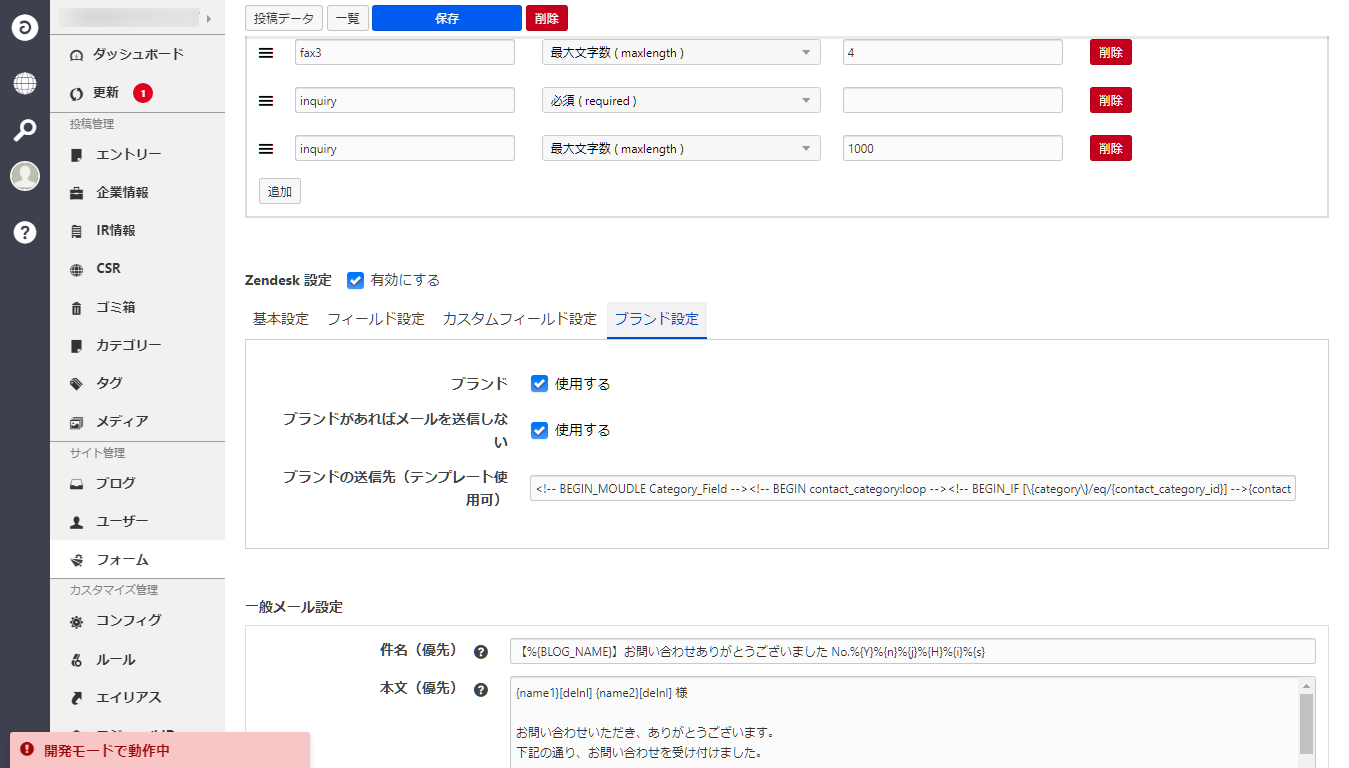 投稿データ 一覧 保存 削除
ダッシュボード
更新 1
投稿管理
エントリー
企業情報
IR情報
CSR
ゴミ箱
カテゴリー
タグ
メディア
サイト管理
ブログ
ユーザー
フォーム
カスタマイズ管理
コンフィグ
ルール
エイリアス
開発モードで動作中
fax3 最大文字数 ( maxlength ) 4 削除
inquiry 必須 ( required ) 削除
inquiry 最大文字数 ( maxlength ) 1000 削除
追加
Zendesk 設定 有効にする
基本設定 フィールド設定 カスタムフィールド設定 ブランド設定
ブランド 使用する
ブランドがあればメールを送信しな
い 使用する
ブランドの送信先（テンプレート使
用可） <!-- BEGIN_MOUDLE Category_Field --><!-- BEGIN contact_category:loop --><!-- BEGIN_IF [\{category\}/eq/{contact_category_id}] -->{contact
一般メール設定
件名（優先） ? 【%{BLOG_NAME}】お問い合わせありがとうございました No.%{Y}%{n}%{j}%{H}%{i}%{s}
本文（優先） ? {name1}[delnl] {name2}[delnl] 様
お問い合わせいただき、ありがとうございます。
下記の通り、お問い合わせを受け付けました。